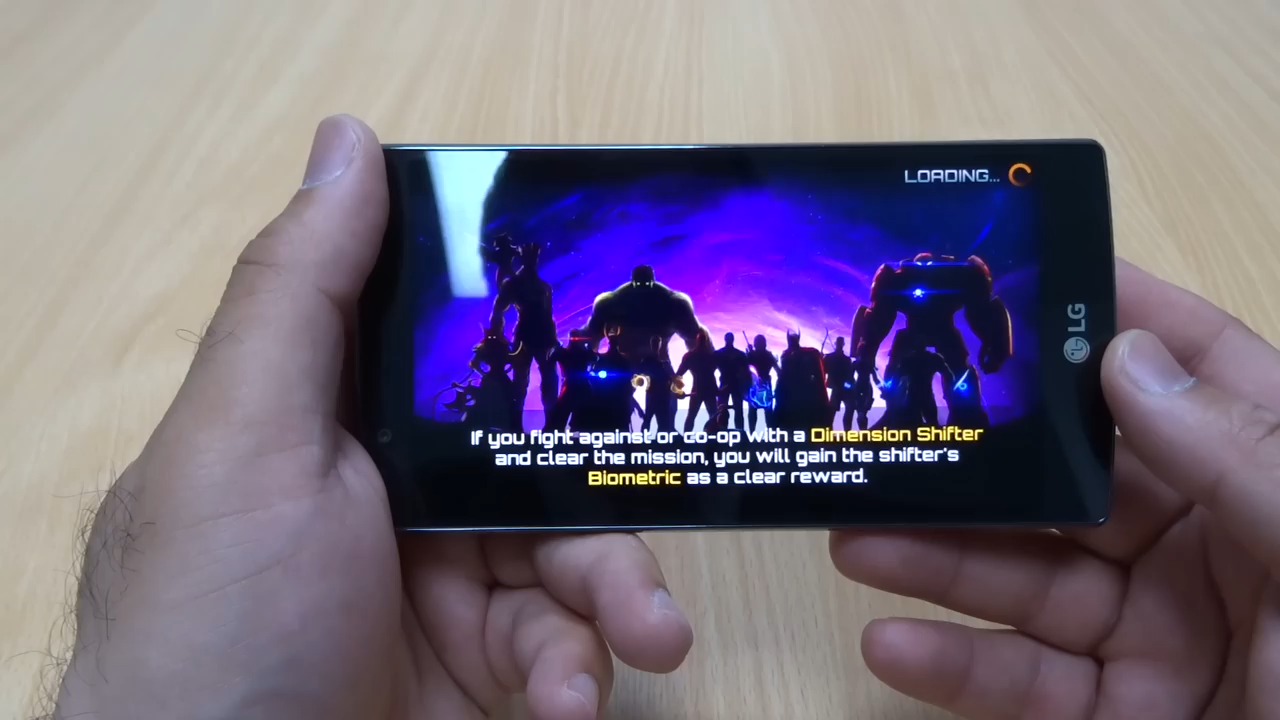 LOADING...
LG
If you fight against or co-op with a Dimension Shifter
and clear the mission, you will gain the shifter's
Biometric as a clear reward.